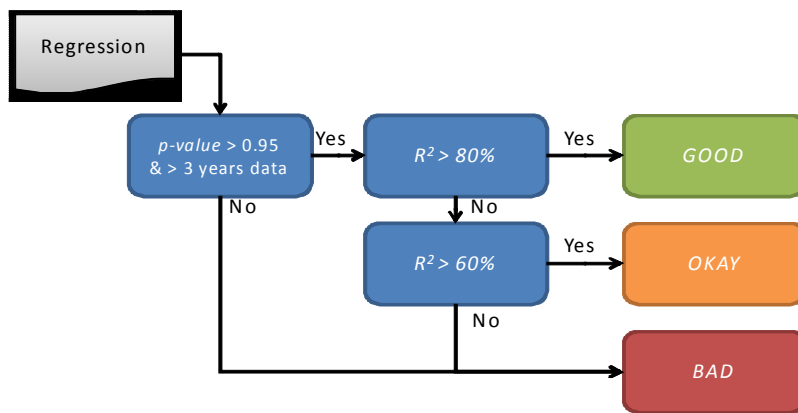 Regression
p-value > 0.95
& > 3 years data
Yes
R² > 80%
Yes
GOOD
No
No
R² > 60%
Yes
OKAY
No
BAD